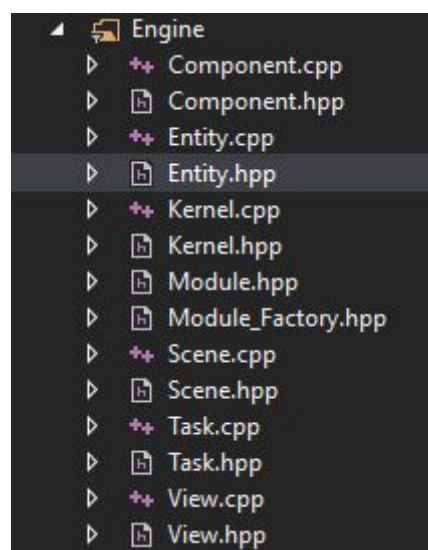 Engine
Component.cpp
Component.hpp
Entity.cpp
Entity.hpp
Kernel.cpp
Kernel.hpp
Module.hpp
Module_Factory.hpp
Scene.cpp
Scene.hpp
Task.cpp
Task.hpp
View.cpp
View.hpp